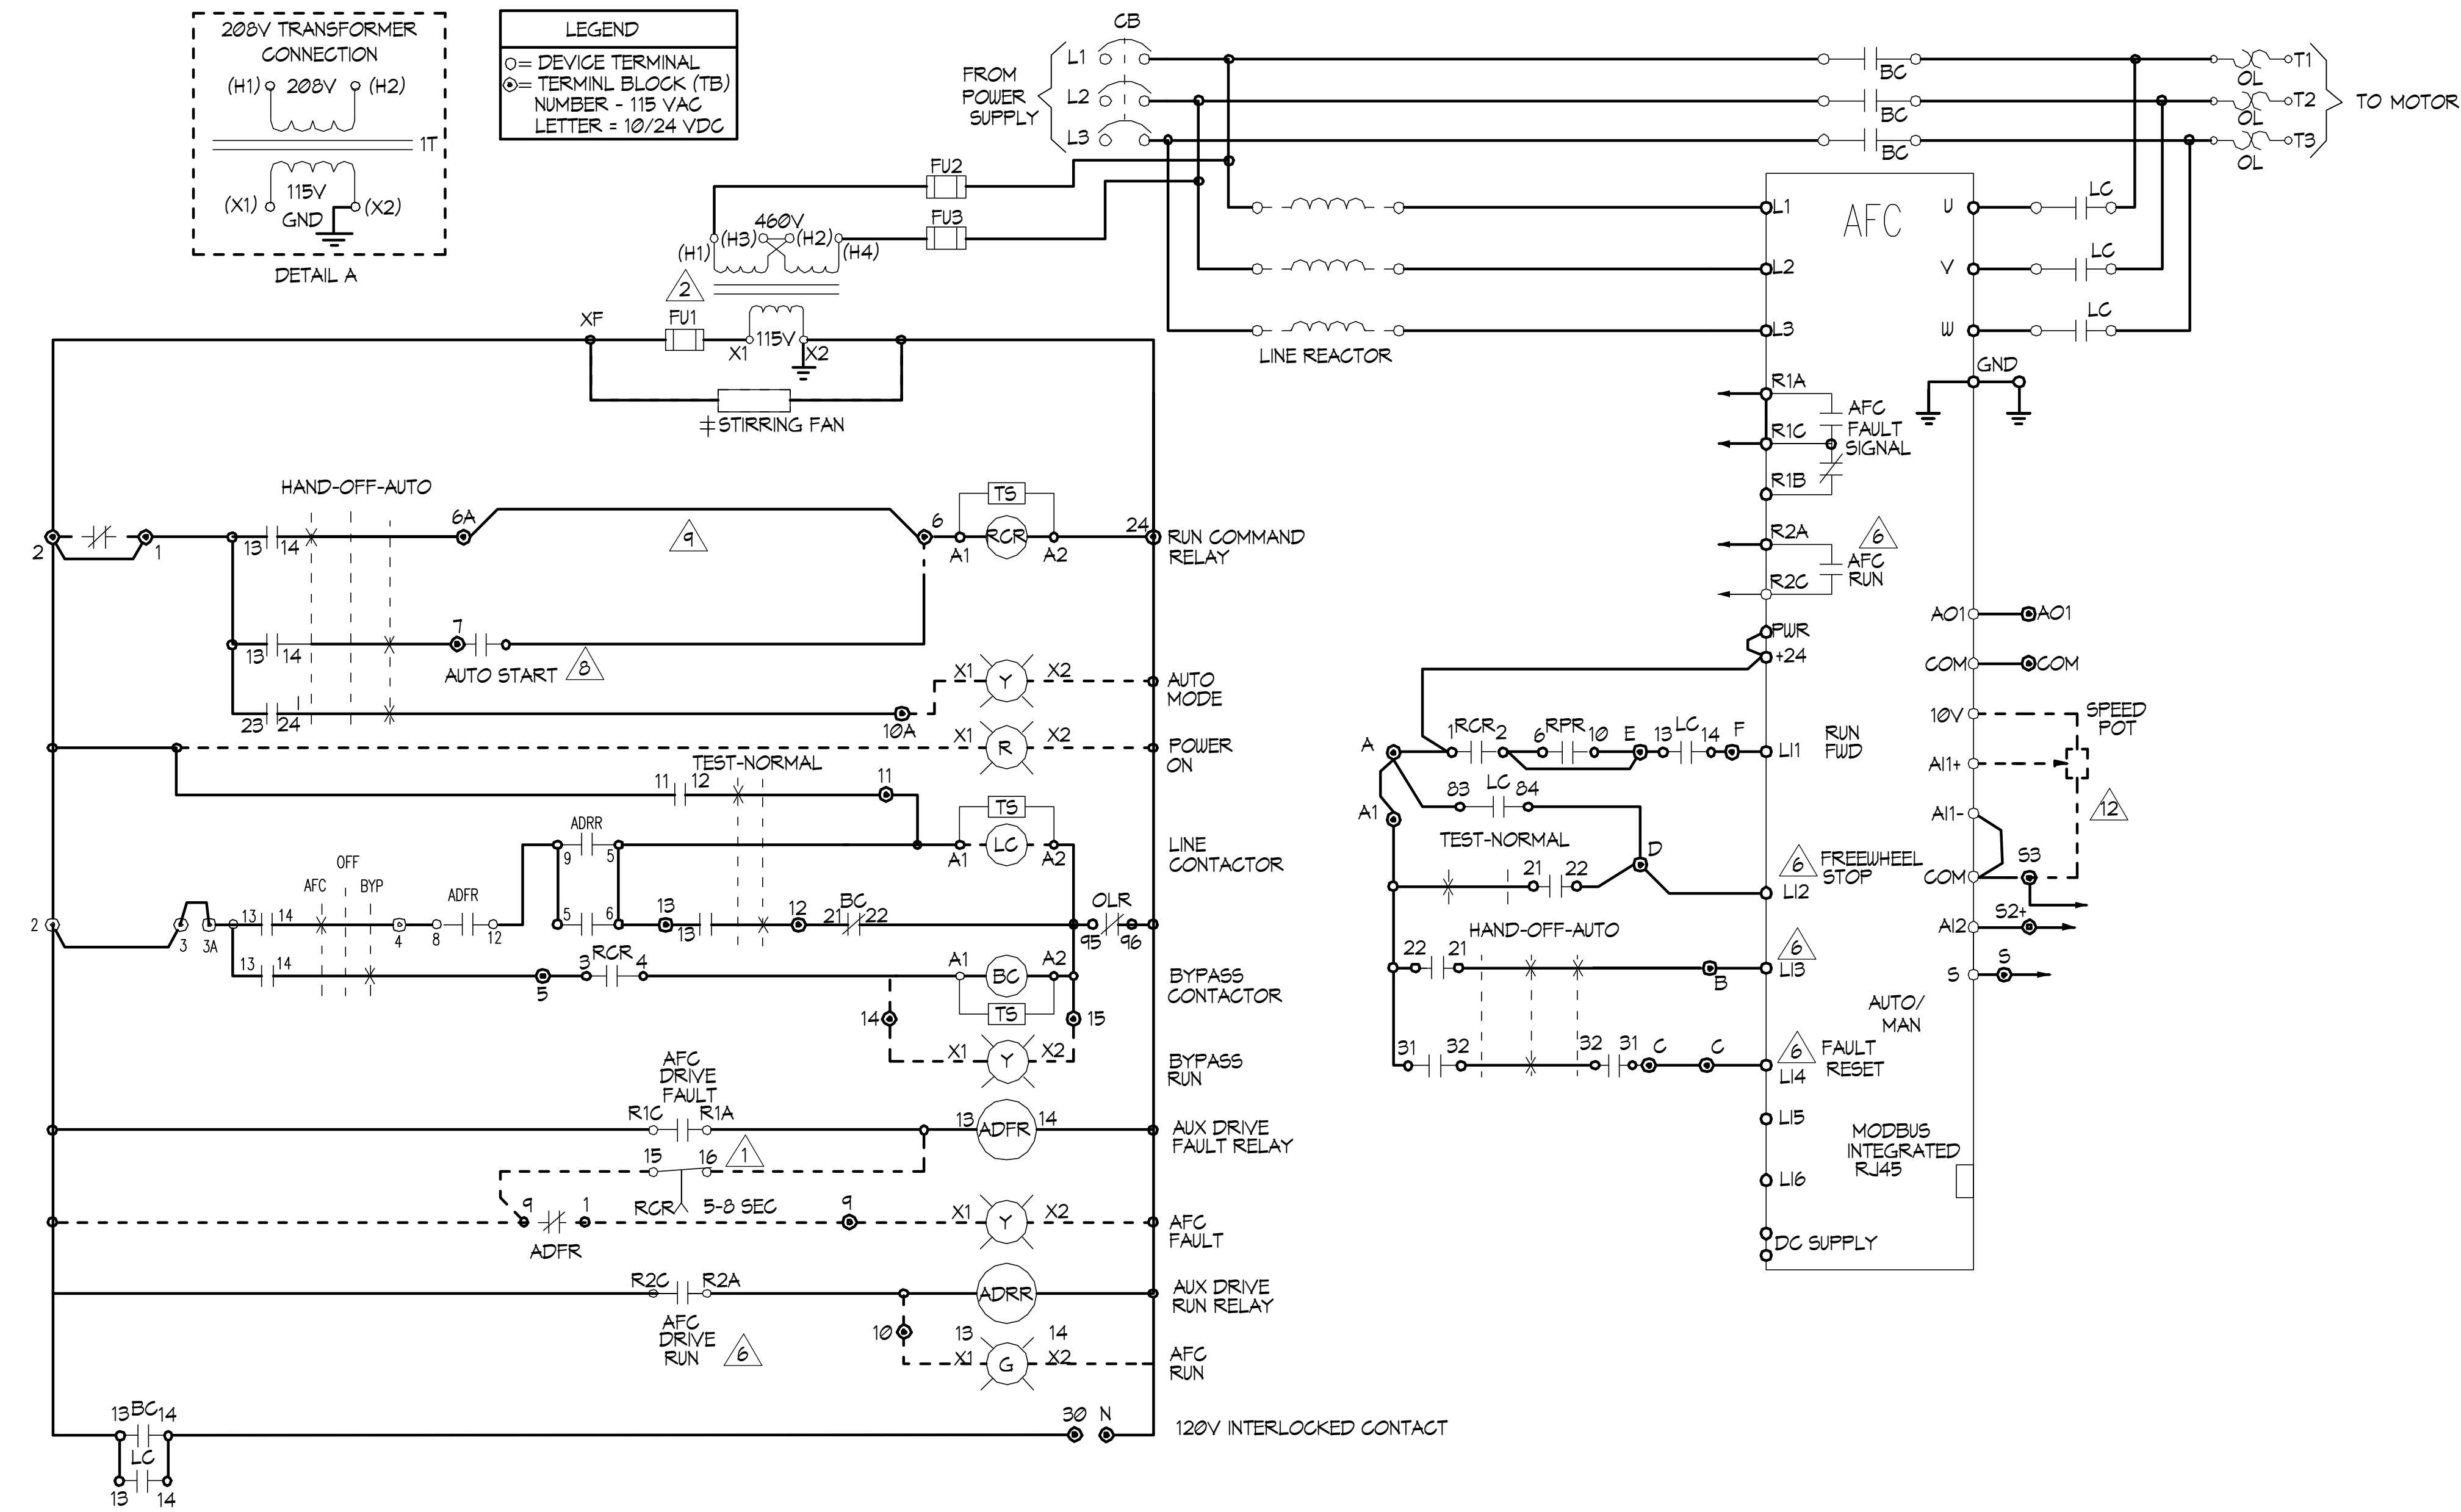 208V TRANSFORMER
CONNECTION
(H1) 208V (H2)
1T
115V
(X1) GND (X2)
DETAIL A
LEGEND
= DEVICE TERMINAL
= TERMINL BLOCK (TB)
NUMBER - 115 VAC
LETTER = 10/24 VDC
CB
FROM
POWER
SUPPLY
L1
L2
L3
BC
BC
BC
T1
OL
T2
OL
T3
OL
TO MOTOR
FU2
FU3
460V
(H1) (H3) (H2) (H4)
2
XF
FU1
X1 115V X2
STIRRING FAN
LINE REACTOR
AFC
L1
L2
L3
U
V
W
LC
LC
LC
GND
R1A
R1C
R1B
AFC
FAULT
SIGNAL
R2A
R2C
6
AFC
RUN
PWR
+24
AO1 AO1
COM COM
10V
AI1+
AI1-
COM
SPEED
POT
12
S3
AI2 S2+
S S
HAND-OFF-AUTO
2 1 13 14 6A 9 6 A1 TS RCR A2 24
RUN COMMAND
RELAY
13 14 7
AUTO START 8
23 24 10A X1 Y X2
AUTO
MODE
X1 R X2
POWER
ON
TEST-NORMAL
11 12 11
TS
A1 LC A2
LINE
CONTACTOR
ADRR
9 5
AFC OFF BYP
ADFR
2 3 3A 13 14 4 8 12
5 6 13 13 12 21 BC 22 95 OLR 96
13 14 5 3 RCR 4 A1 BC A2
TS
BYPASS
CONTACTOR
14 15
X1 Y X2
BYPASS
RUN
AFC
DRIVE
FAULT
R1C R1A 13 ADFR 14
AUX DRIVE
FAULT RELAY
15 16 1
RCR 5-8 SEC
9 1 9 X1 Y X2
ADFR
AFC
FAULT
R2C R2A ADRR
AUX DRIVE
RUN RELAY
AFC
DRIVE
RUN 6
10 13 14
X1 G X2
AFC
RUN
13 BC 14
LC
13 14
30 N
120V INTERLOCKED CONTACT
A 1 RCR 2 6 RPR 10 E 13 LC 14 F LI1
RUN
FWD
83 LC 84
A1
TEST-NORMAL
21 22 D
LI2
6 FREEWHEEL
STOP
HAND-OFF-AUTO
22 21 B
6
LI3
AUTO/
MAN
31 32 32 31 C C
6 FAULT
RESET
LI4
LI5
LI6
MODBUS
INTEGRATED
RJ45
DC SUPPLY